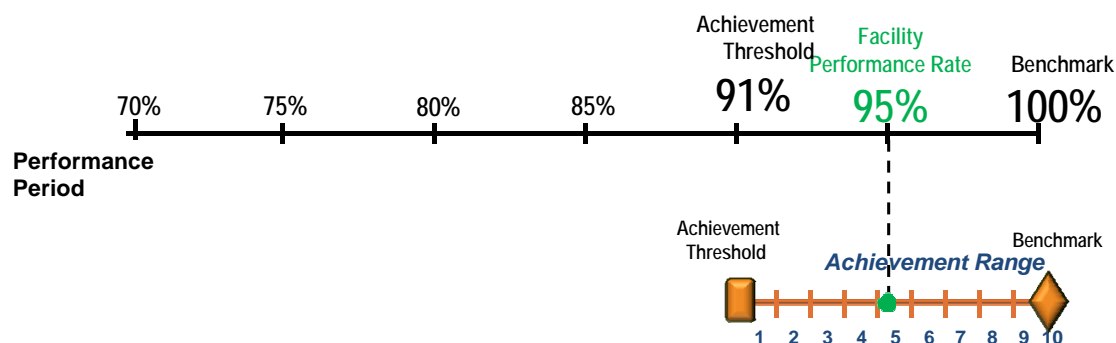 Achievement
Threshold
Facility
Performance Rate
Benchmark
70%
75%
80%
85%
91%
95%
100%
Performance
Period
Achievement
Threshold
Benchmark
Achievement Range
1 2 3 4 5 6 7 8 9 10